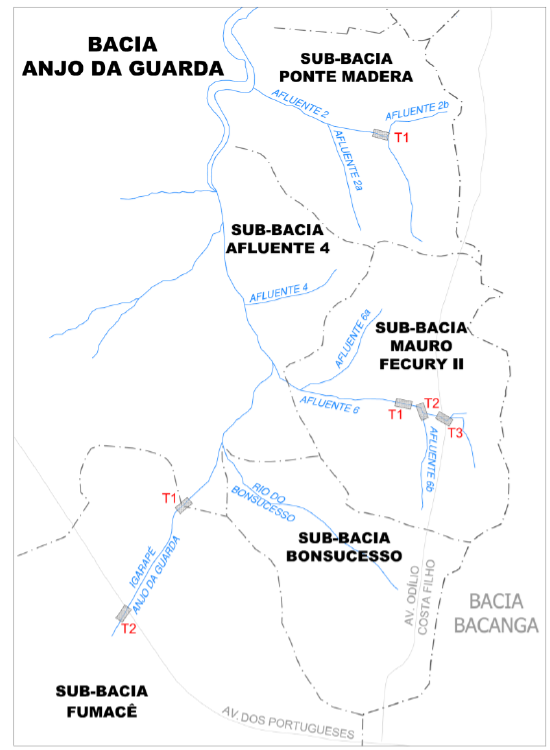 BACIA
ANJO DA GUARDA
SUB-BACIA
PONTE MADERA
AFLUENTE 2
AFLUENTE 2b
T1
AFLUENTE 2a
SUB-BACIA
AFLUENTE 4
AFLUENTE 4
AFLUENTE 6a
SUB-BACIA
MAURO
FECURY II
AFLUENTE 6
T1
T2
T3
AFLUENTE 6b
T1
RIO DO
BONSUCESSO
SUB-BACIA
BONSUCESSO
IGARAPÉ
ANJO DA GUARDA
T2
AV. ODÍLIO
COSTA FILHO
BACIA
BACANGA
SUB-BACIA
FUMACÊ
AV. DOS PORTUGUESES